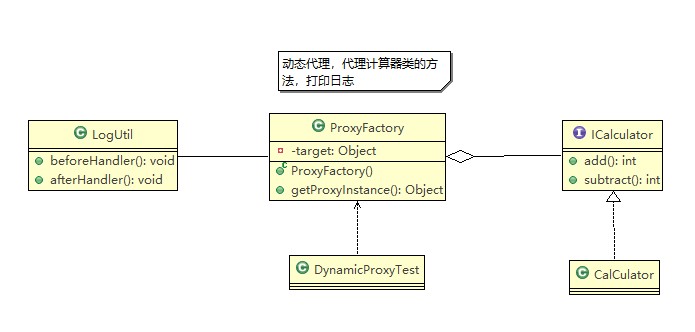 动态代理，代理计算器类的方
法，打印日志
C LogUtil
beforeHandler(): void
afterHandler(): void
C ProxyFactory
-target: Object
C ProxyFactory()
getProxyInstance(): Object
I ICalculator
add(): int
subtract(): int
C DynamicProxyTest
C CalCulator